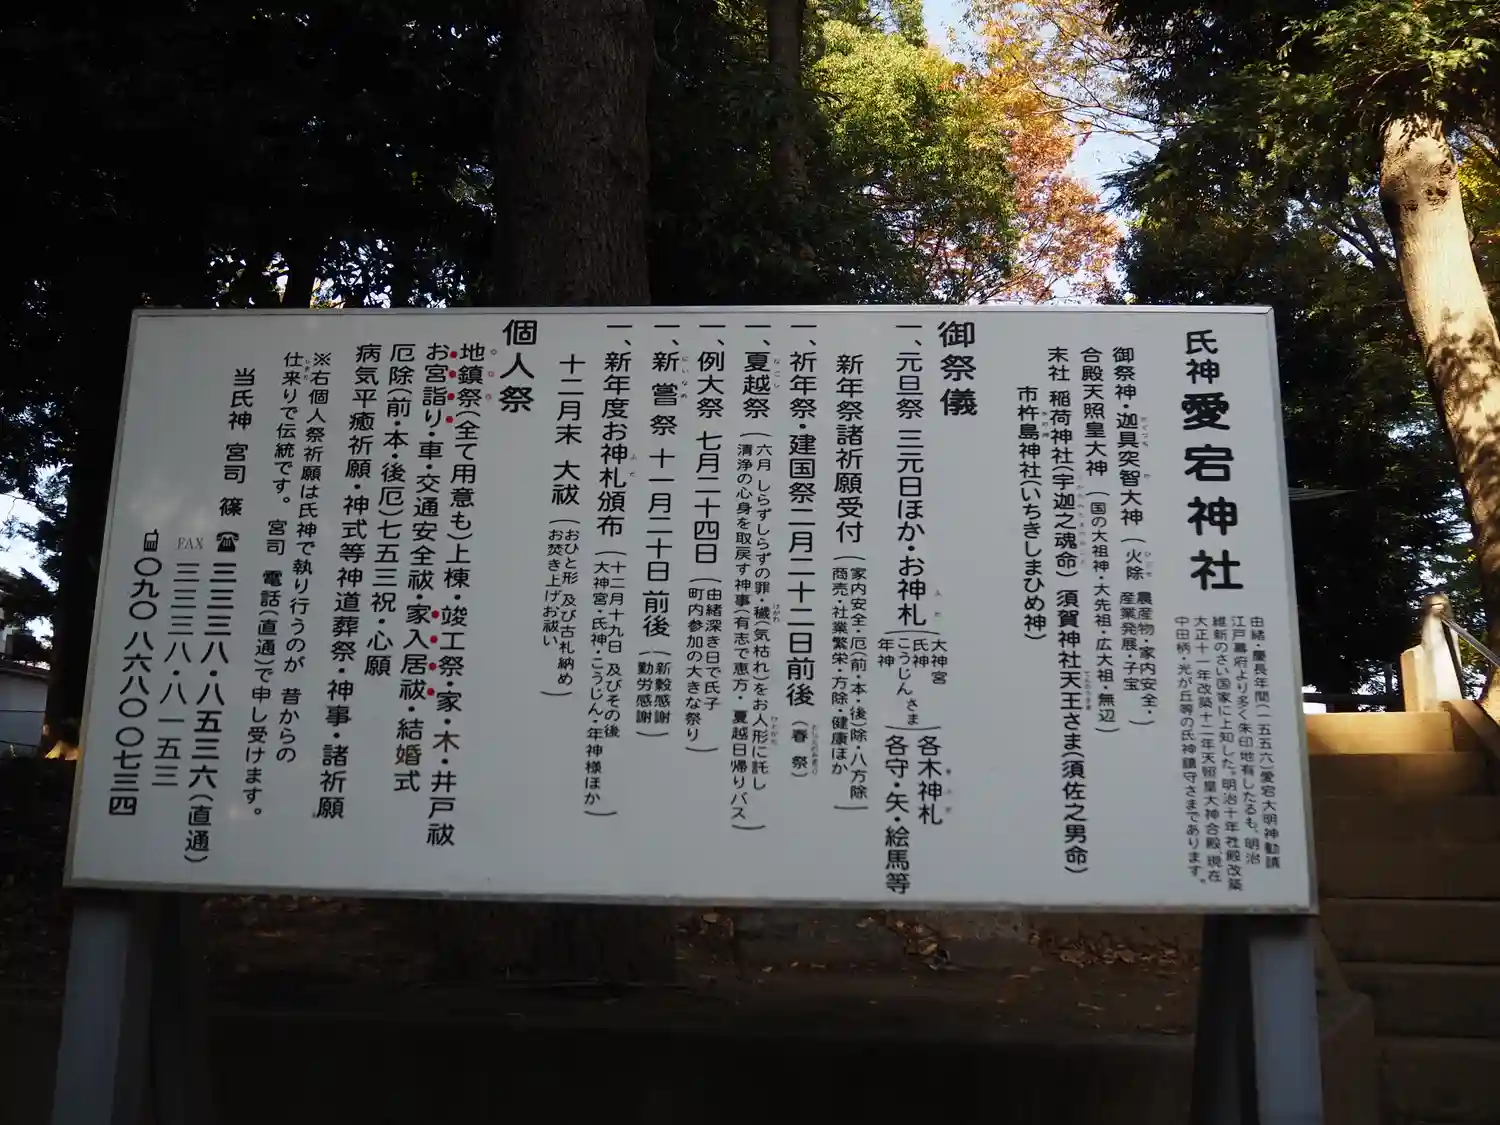 氏神 愛宕神社
由緒・慶長年間(一五五六)愛宕大明神勧請
江戸幕府より多く朱印地有したるも、明治
維新のさい国家に上知した。明治十年社殿改築
大正十一年改築十二年天照皇大神合殿、現在
中田柄・光が丘等の氏神鎮守さまであります。
御祭神・迦具突智大神(火除 農産物・家内安全・
産業発展・子宝)
合殿天照皇大神(国の大祖神・大先祖・広大祖・無辺)
末社 稲荷神社(宇迦之魂命)須賀神社天王さま(須佐之男命)
市杵島神社(いちきしまひめ神)
御祭儀
一、元旦祭 三元日ほか・お神札(大神宮 氏神 こうじんさま 年神)(各木神札 各守・矢・絵馬等
新年祭諸祈願受付(家内安全・厄(前・本・後)除・八方除
商売・社業繁栄・方除・健康ほか)
一、祈年祭・建国祭二月二十二日前後(春祭)
一、夏越祭(六月 しらずしらずの罪・穢(気枯れ)をお人形に託し
清浄の心身を取戻す神事(有志で恵方・夏越日帰りバス)
一、例大祭 七月二十四日(由緒深き日で氏子
町内参加の大きな祭り)
一、新嘗祭 十一月二十日前後(新穀感謝
勤労感謝)
一、新年度お神札頒布(十二月十九日 及びその後
大神宮・氏神・こうじん・年神様ほか)
十二月末 大祓(おひと形 及び古札納め
お焚き上げお祓い)
個人祭
地鎮祭(全て用意も)上棟・竣工祭・家・木・井戸祓
お宮詣り・車・交通安全祓・家入居祓・結婚式
厄除(前・本・後厄)七五三祝・心願
病気平癒祈願・神式等神道葬祭・神事・諸祈願
※右個人祭祈願は氏神で執り行うのが 昔からの
仕来りで伝統です。 宮司 電話(直通)で申し受けます。
当氏神 宮司 篠 ☎三三三八・八五三六(直通)
FAX 三三三八・八一五三
〇九〇 八六八〇 〇七三四